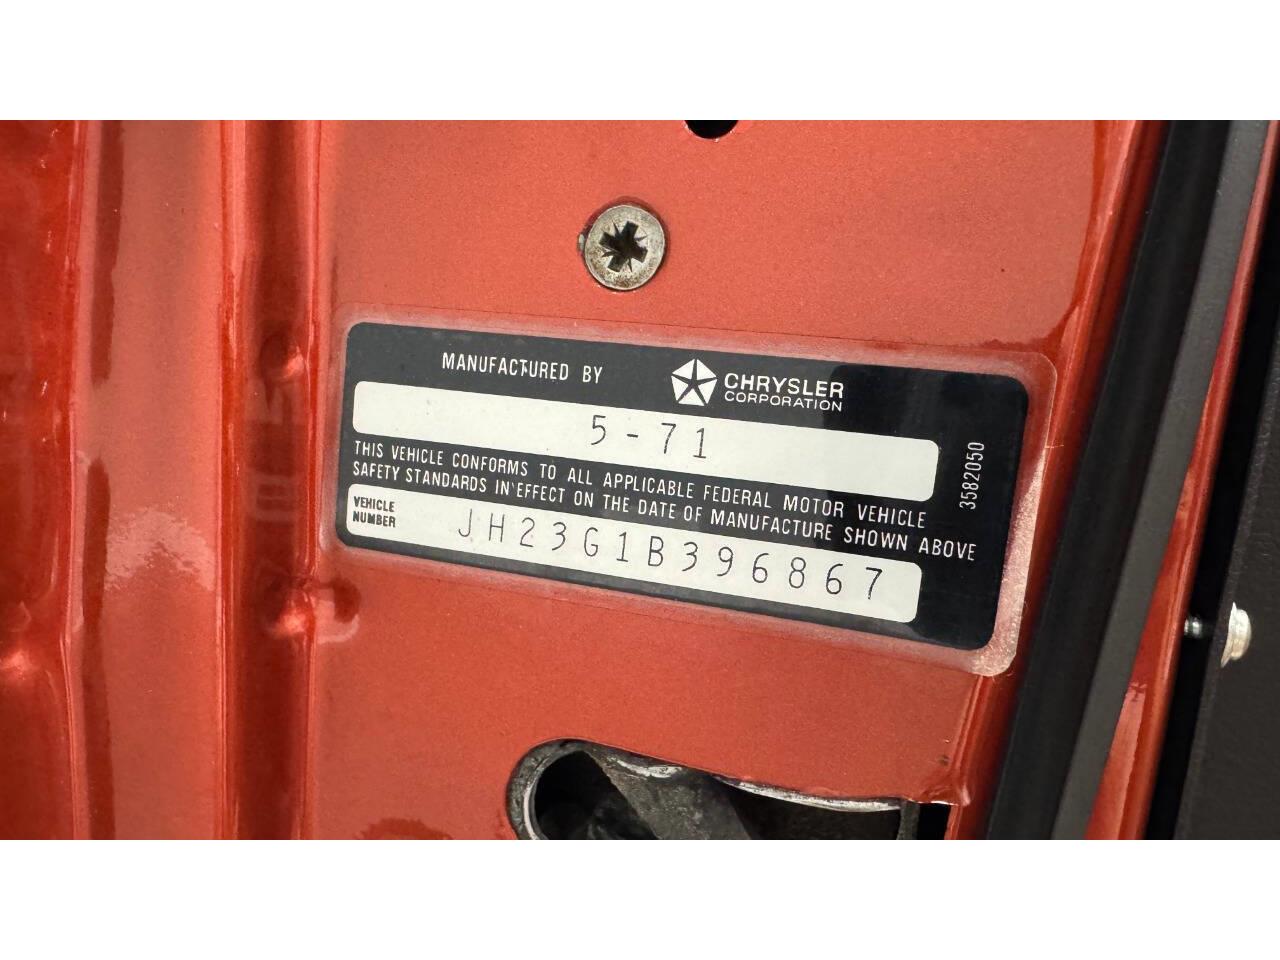 MANUFACTURED BY CHRYSLER
CORPORATION
5-71
THIS VEHICLE CONFORMS TO ALL APPLICABLE FEDERAL MOTOR VEHICLE
SAFETY STANDARDS IN EFFECT ON THE DATE OF MANUFACTURE SHOWN ABOVE
VEHICLE
NUMBER
JH23G1B396867
3582050